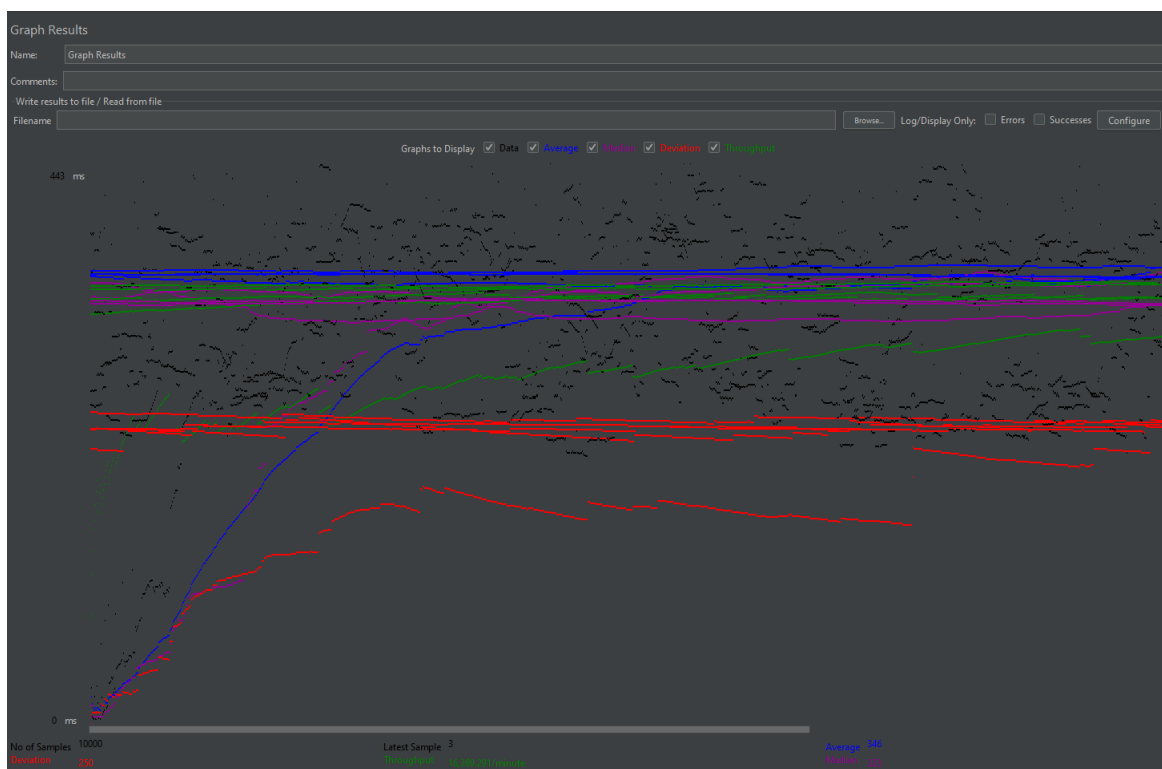 Graph Results
Name: Graph Results
Comments:
Write results to file / Read from file
Filename Browse... Log/Display Only: Errors Successes Configure
Graphs to Display Data Average Median Deviation Throughput
443 ms
0 ms
No of Samples 10000 Latest Sample 3 Average 346
Deviation 250 Throughput Median